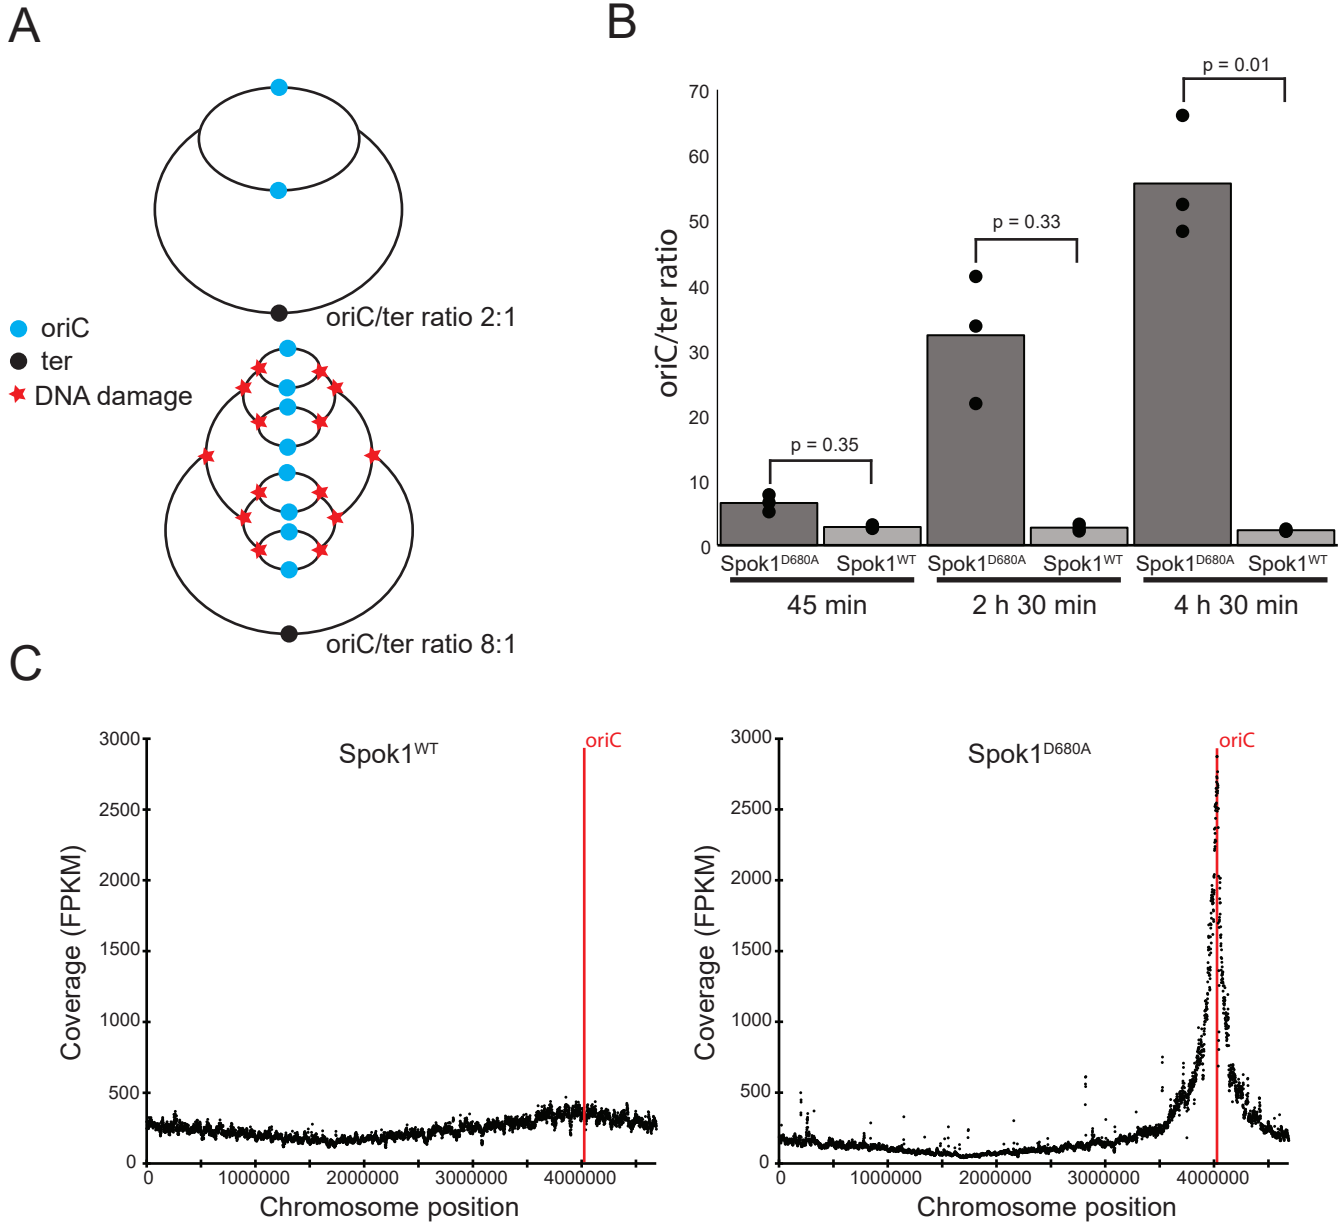 A
oriC/ter ratio 2:1
oriC
ter
DNA damage
oriC/ter ratio 8:1
B
oriC/ter ratio
70
60
50
40
30
20
10
0
p = 0.35
p = 0.33
p = 0.01
Spok1D680A
Spok1WT
Spok1D680A
Spok1WT
Spok1D680A
Spok1WT
45 min
2 h 30 min
4 h 30 min
C
Spok1WT
oriC
Coverage (FPKM)
3000
2500
2000
1500
1000
500
0
0 1000000 2000000 3000000 4000000
Chromosome position
Spok1D680A
oriC
Coverage (FPKM)
3000
2500
2000
1500
1000
500
0
0 1000000 2000000 3000000 4000000
Chromosome position